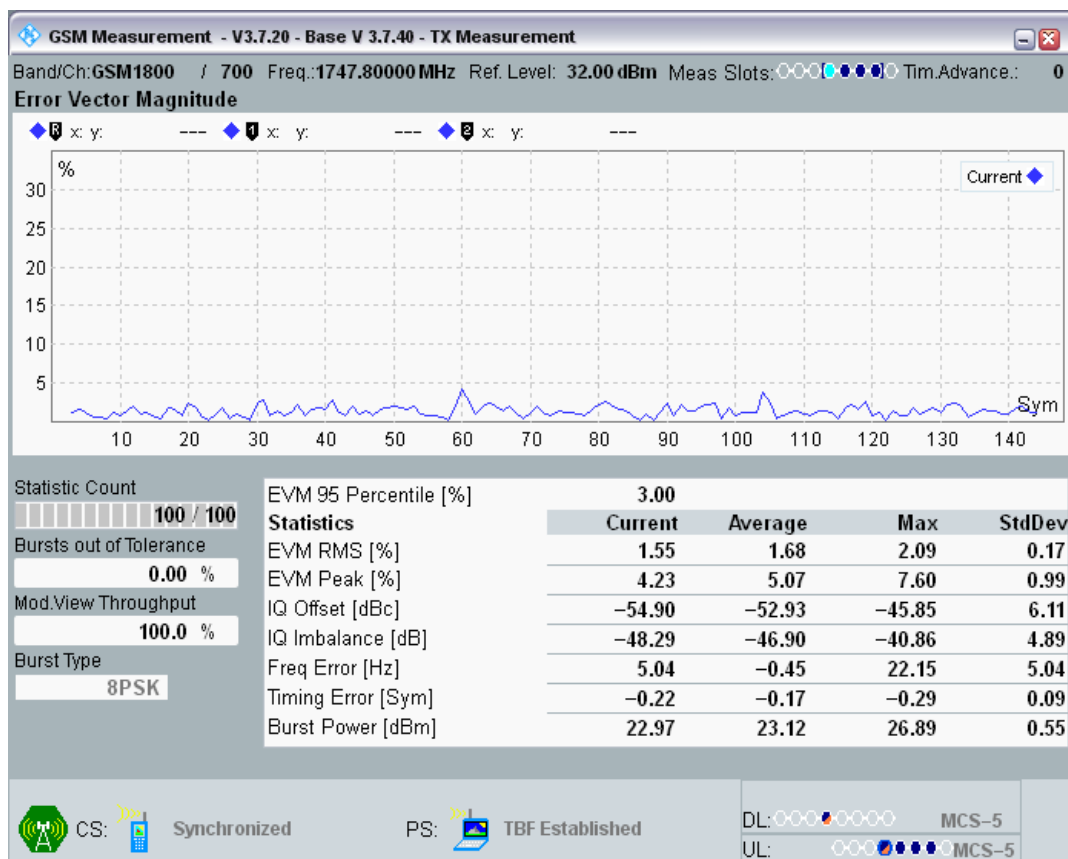 GSM Measurement - V3.7.20 - Base V 3.7.40 - TX Measurement
Band/Ch:GSM1800 / 700 Freq.:1747.80000 MHz Ref. Level: 32.00 dBm Meas Slots: Tim.Advance.: 0
Error Vector Magnitude
R x: y: --- 1 x: y: --- 2 x: y: ---
%
Current
30
25
20
15
10
5
Sym
10 20 30 40 50 60 70 80 90 100 110 120 130 140
Statistic Count
100 / 100
Bursts out of Tolerance
0.00 %
Mod.View Throughput
100.0 %
Burst Type
8PSK
EVM 95 Percentile [%] 3.00
Statistics Current Average Max StdDev
EVM RMS [%] 1.55 1.68 2.09 0.17
EVM Peak [%] 4.23 5.07 7.60 0.99
IQ Offset [dBc] −54.90 −52.93 −45.85 6.11
IQ Imbalance [dB] −48.29 −46.90 −40.86 4.89
Freq Error [Hz] 5.04 −0.45 22.15 5.04
Timing Error [Sym] −0.22 −0.17 −0.29 0.09
Burst Power [dBm] 22.97 23.12 26.89 0.55
CS: Synchronized PS: TBF Established
DL: MCS−5
UL: MCS−5